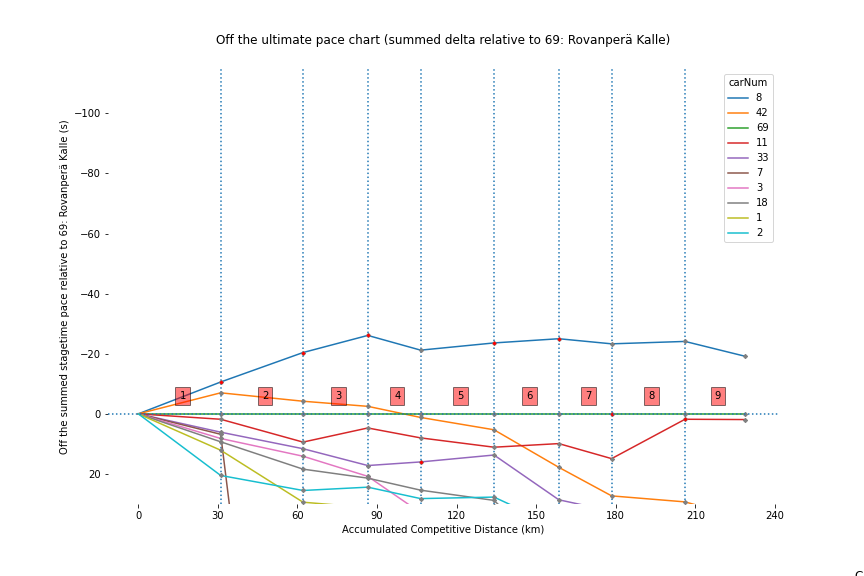 Off the ultimate pace chart (summed delta relative to 69: Rovanperä Kalle)
Off the summed stagetime pace relative to 69: Rovanperä Kalle (s)
−100
−80
−60
−40
−20
0
20
1 2 3 4 5 6 7 8 9
carNum
8
42
69
11
33
7
3
18
1
2
0 30 60 90 120 150 180 210 240
Accumulated Competitive Distance (km)